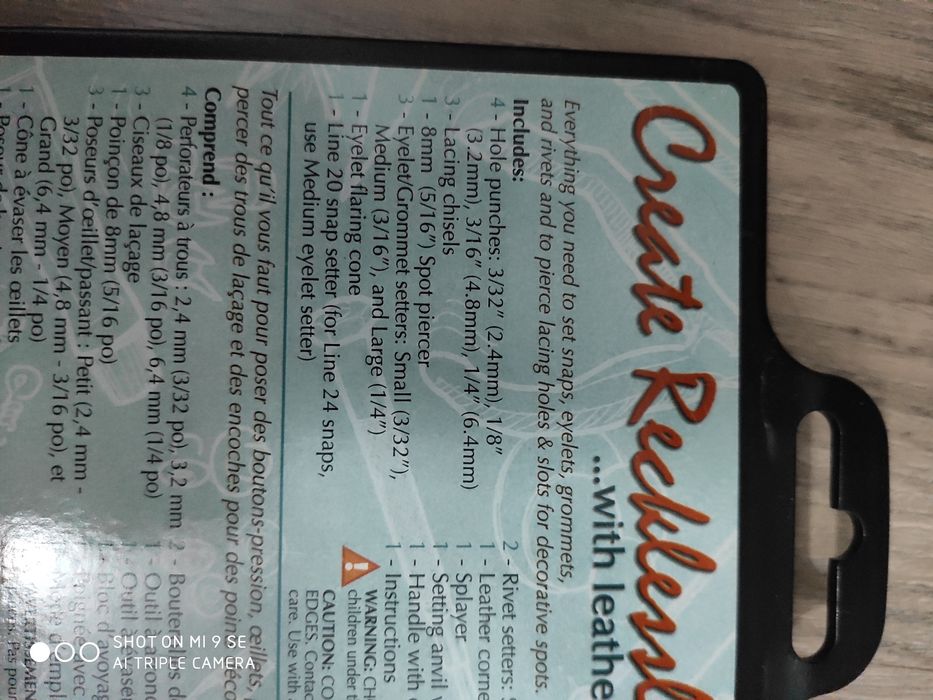 Create Reckless
...with leathe
Everything you need to set snaps, eyelets, grommets,
and rivets and to pierce lacing holes & slots for decorative spots.
Includes:
4 - Hole punches: 3/32" (2.4mm), 1/8"
(3.2mm), 3/16" (4.8mm), 1/4" (6.4mm)
3 - Lacing chisels
1 - 8mm (5/16") Spot piercer
3 - Eyelet/Grommet setters: Small (3/32"),
Medium (3/16"), and Large (1/4")
1 - Eyelet flaring cone
1 - Line 20 snap setter (for Line 24 snaps,
use Medium eyelet setter)
2 - Rivet setters: S
1 - Leather corne
1 - Splayer
1 - Setting anvil
1 - Handle with
1 - Instructions
WARNING: CH
children under
CAUTION: CO
EDGES. Contac
care. Use with
Tout ce qu'il vous faut pour poser des boutons-pression, œillets,
percer des trous de laçage et des encoches pour des poin déco
Comprend :
4 - Perforateurs à trous : 2,4 mm (3/32 po), 3,2 mm
(1/8 po), 4,8 mm (3/16 po), 6,4 mm (1/4 po)
3 - Ciseaux de laçage
1 - Poinçon de 8mm (5/16 po)
3 - Poseurs d'œillet/passant : Petit (2,4 mm -
3/32 po), Moyen (4,8 mm - 3/16 po), et
Grand (6,4 mm - 1/4 po)
1 - Cône à évaser les œillets
2 - Boute
1 - Outil
1 - Outil
SHOT ON MI 9 SE
AI TRIPLE CAMERA